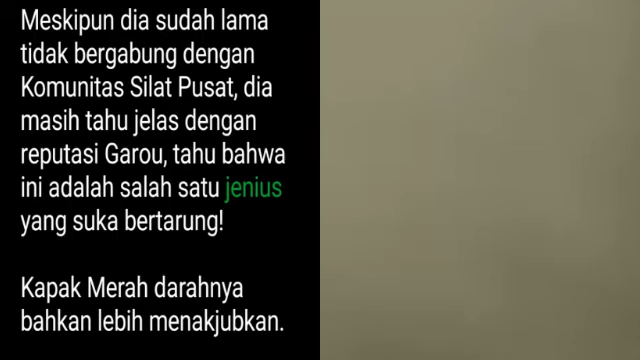 Meskipun dia sudah lama
tidak bergabung dengan
Komunitas Silat Pusat, dia
masih tahu jelas dengan
reputasi Garou, tahu bahwa
ini adalah salah satu jenius
yang suka bertarung!
Kapak Merah darahnya
bahkan lebih menakjubkan.